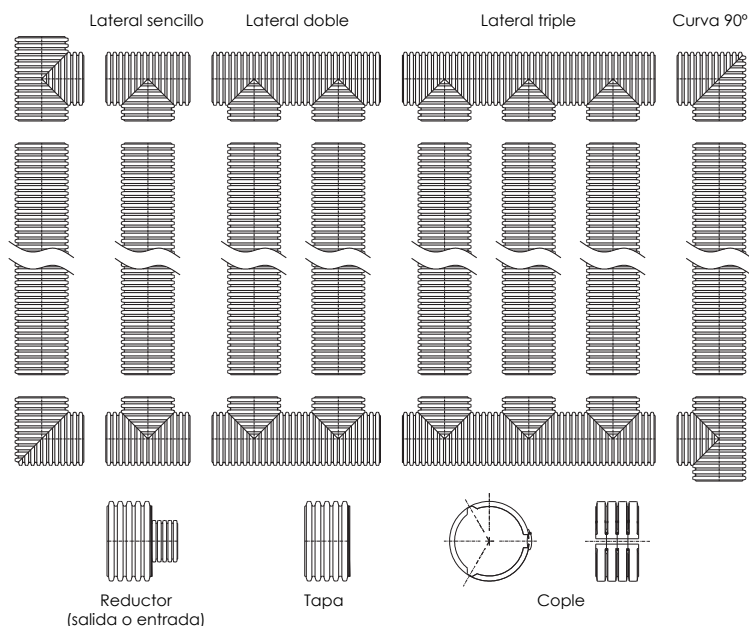 Lateral sencillo
Lateral doble
Lateral triple
Curva 90º
Reductor
(salida o entrada)
Tapa
Cople